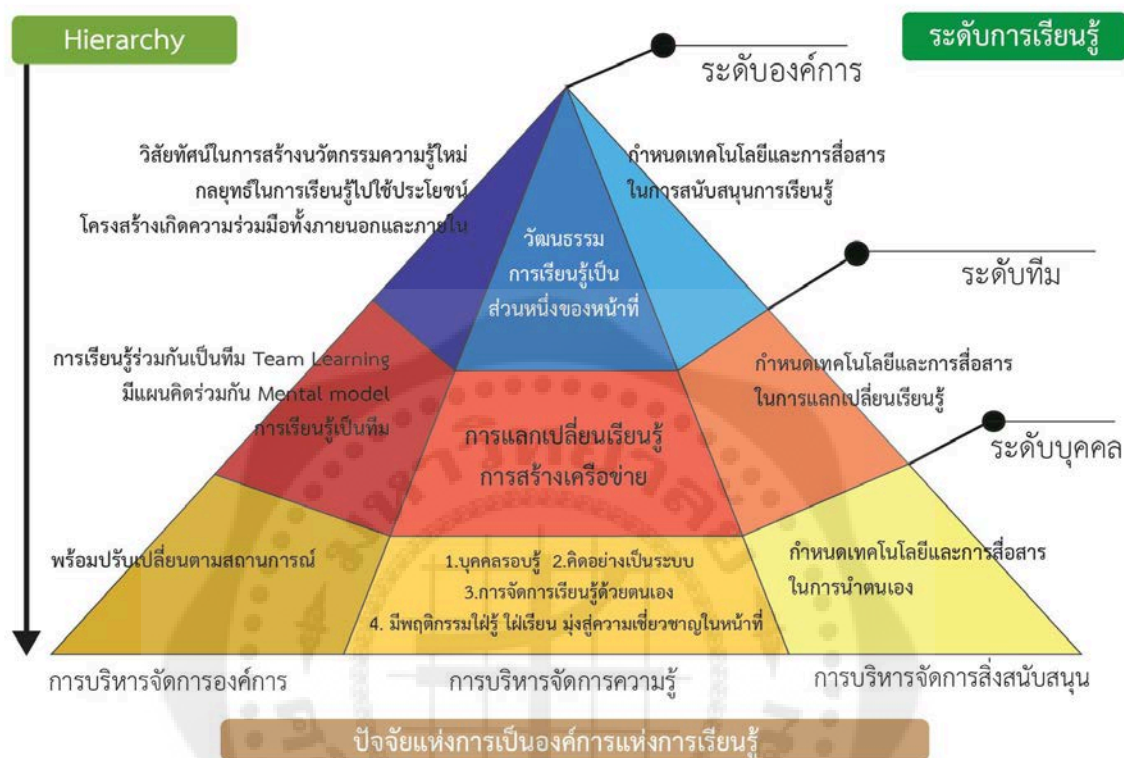 Hierarchy
ระดับการเรียนรู้
ระดับองค์การ
วิสัยทัศน์ในการสร้างนวัตกรรมความรู้ใหม่
กลยุทธ์ในการเรียนรู้ไปใช้ประโยชน์
โครงสร้างเกิดความร่วมมือทั้งภายนอกและภายใน
วัฒนธรรม
การเรียนรู้เป็น
ส่วนหนึ่งของหน้าที่
กำหนดเทคโนโลยีและการสื่อสาร
ในการสนับสนุนการเรียนรู้
ระดับทีม
การเรียนรู้ร่วมกันเป็นทีม Team Learning
มีแผนคิดร่วมกัน Mental model
การเรียนรู้เป็นทีม
การแลกเปลี่ยนเรียนรู้
การสร้างเครือข่าย
กำหนดเทคโนโลยีและการสื่อสาร
ในการแลกเปลี่ยนเรียนรู้
ระดับบุคคล
พร้อมปรับเปลี่ยนตามสถานการณ์
1.บุคคลรอบรู้ 2.คิดอย่างเป็นระบบ
3.การจัดการเรียนรู้ด้วยตนเอง
4. มีพฤติกรรมใฝ่รู้ ใฝ่เรียน มุ่งสู่ความเชี่ยวชาญในหน้าที่
กำหนดเทคโนโลยีและการสื่อสาร
ในการนำตนเอง
การบริหารจัดการองค์การ
การบริหารจัดการความรู้
การบริหารจัดการสิ่งสนับสนุน
ปัจจัยแห่งการเป็นองค์การแห่งการเรียนรู้